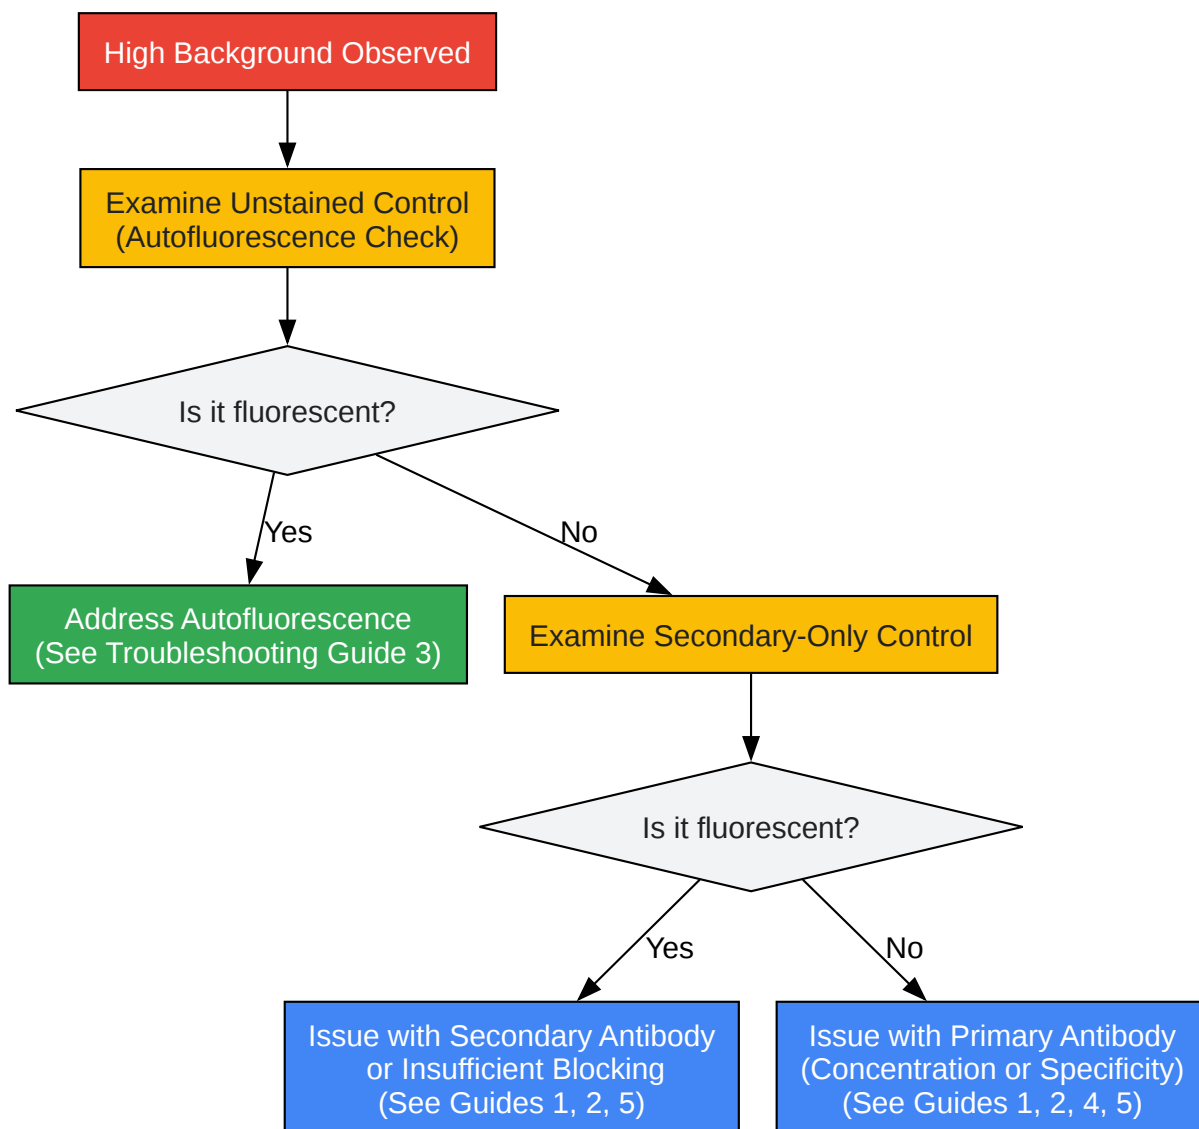 High Background Observed
Examine Unstained Control
(Autofluorescence Check)
Is it fluorescent?
Yes
No
Address Autofluorescence
(See Troubleshooting Guide 3)
Examine Secondary-Only Control
Is it fluorescent?
Yes
No
Issue with Secondary Antibody
or Insufficient Blocking
(See Guides 1, 2, 5)
Issue with Primary Antibody
(Concentration or Specificity)
(See Guides 1, 2, 4, 5)